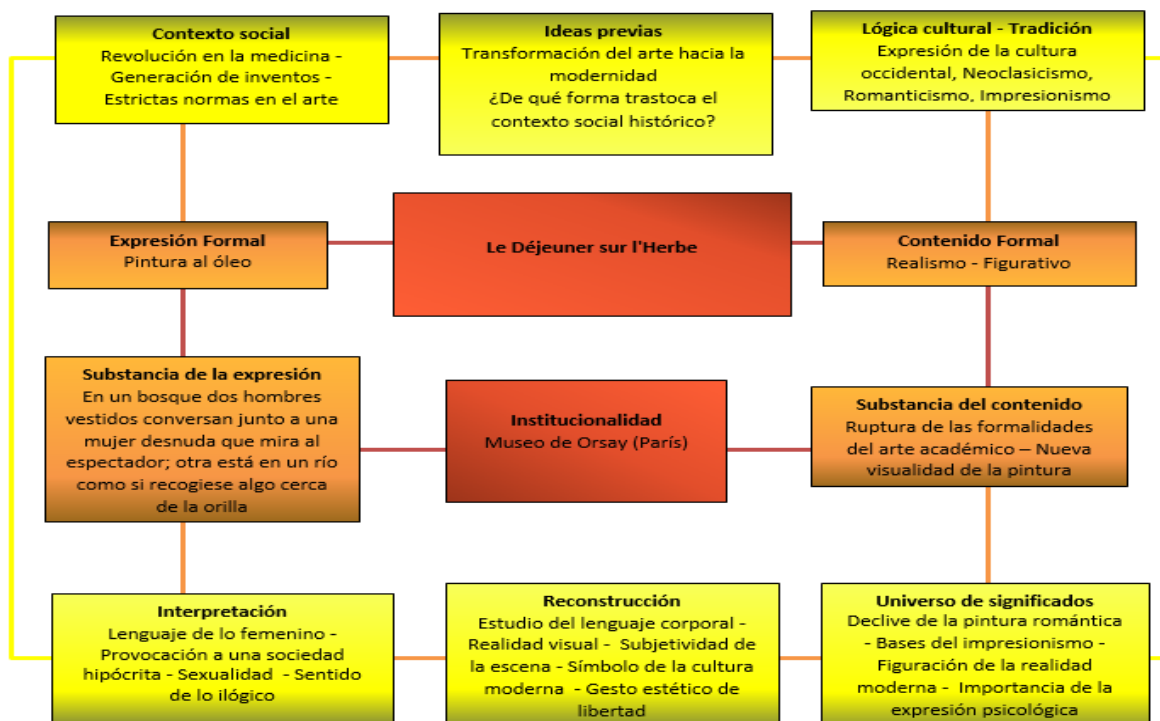 Contexto social
Revolución en la medicina -
Generación de inventos -
Estrictas normas en el arte
Ideas previas
Transformación del arte hacia la
modernidad
¿De qué forma trastoca el
contexto social histórico?
Lógica cultural - Tradición
Expresión de la cultura
occidental, Neoclasicismo,
Romanticismo, Impresionismo
Expresión Formal
Pintura al óleo
Le Déjeuner sur l'Herbe
Contenido Formal
Realismo - Figurativo
Substancia de la expresión
En un bosque dos hombres
vestidos conversan junto a una
mujer desnuda que mira al
espectador; otra está en un río
como si recogiese algo cerca
de la orilla
Institucionalidad
Museo de Orsay (París)
Substancia del contenido
Ruptura de las formalidades
del arte académico – Nueva
visualidad de la pintura
Interpretación
Lenguaje de lo femenino -
Provocación a una sociedad
hipócrita - Sexualidad - Sentido
de lo ilógico
Reconstrucción
Estudio del lenguaje corporal -
Realidad visual - Subjetividad de
la escena - Símbolo de la cultura
moderna - Gesto estético de
libertad
Universo de significados
Declive de la pintura romántica
- Bases del impresionismo -
Figuración de la realidad
moderna - Importancia de la
expresión psicológica